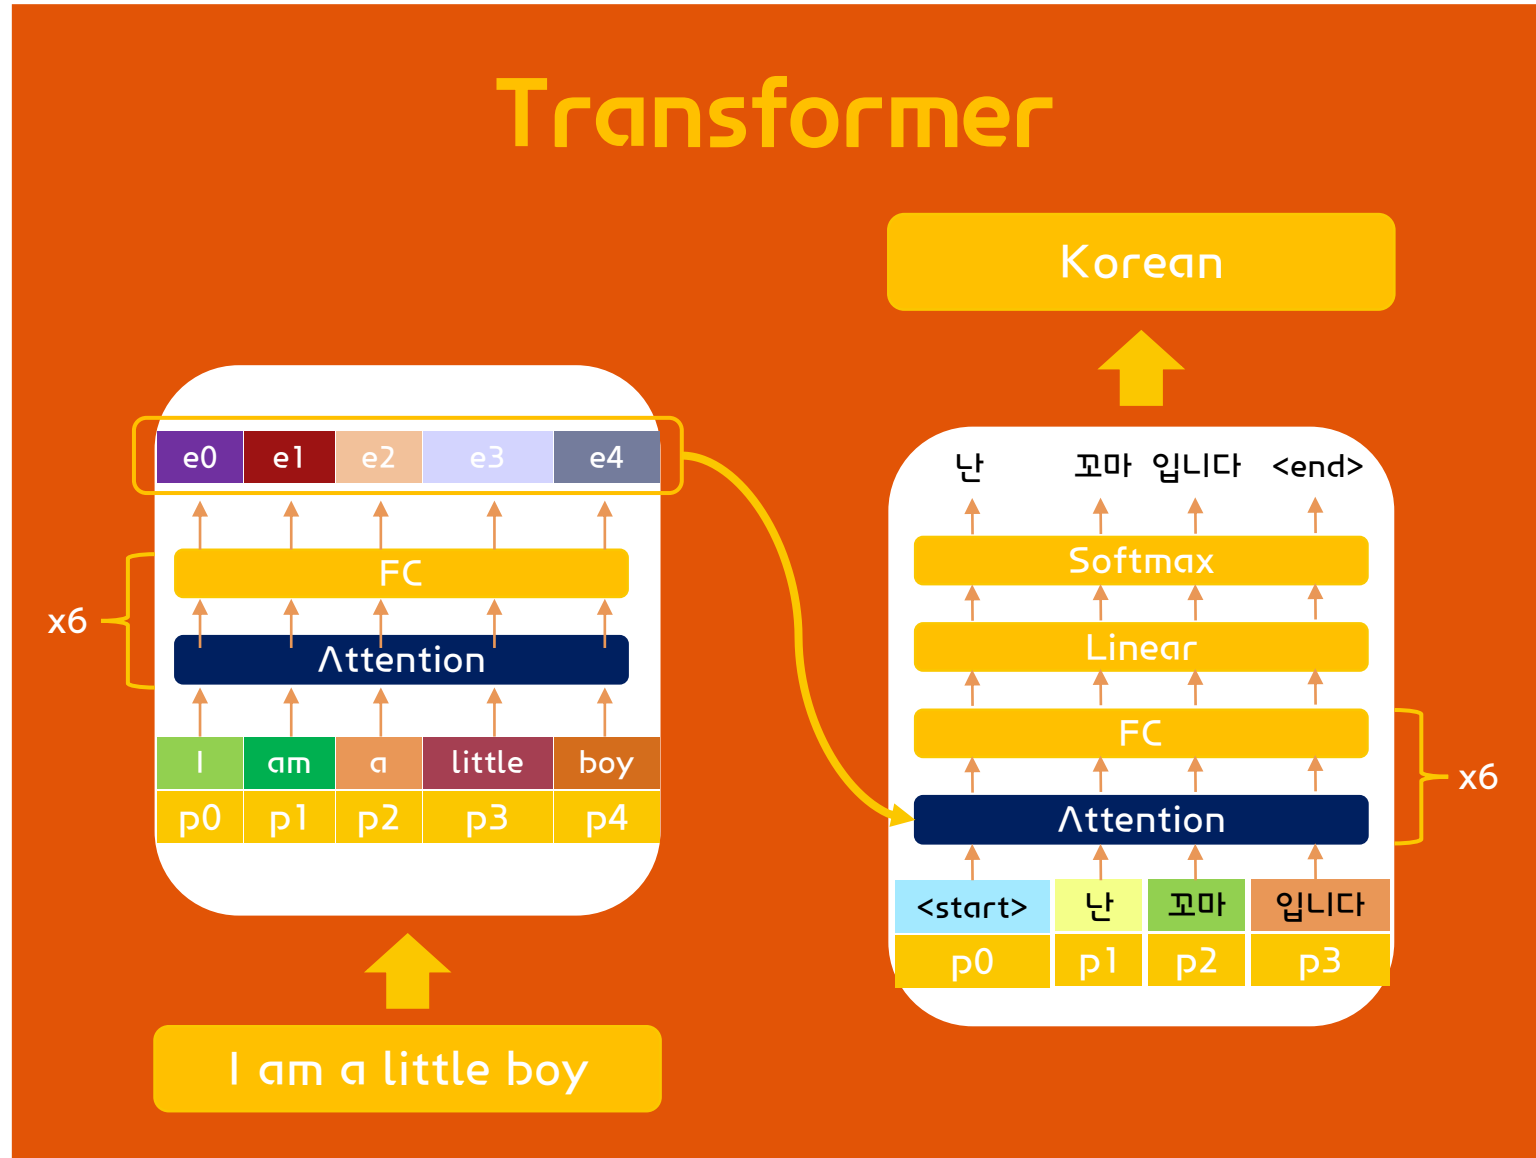 Transformer
Korean
e0 e1 e2 e3 e4
FC
x6
Attention
I am a little boy
p0 p1 p2 p3 p4
I am a little boy
난 꼬마 입니다 <end>
Softmax
Linear
FC
x6
Attention
<start> 난 꼬마 입니다
p0 p1 p2 p3